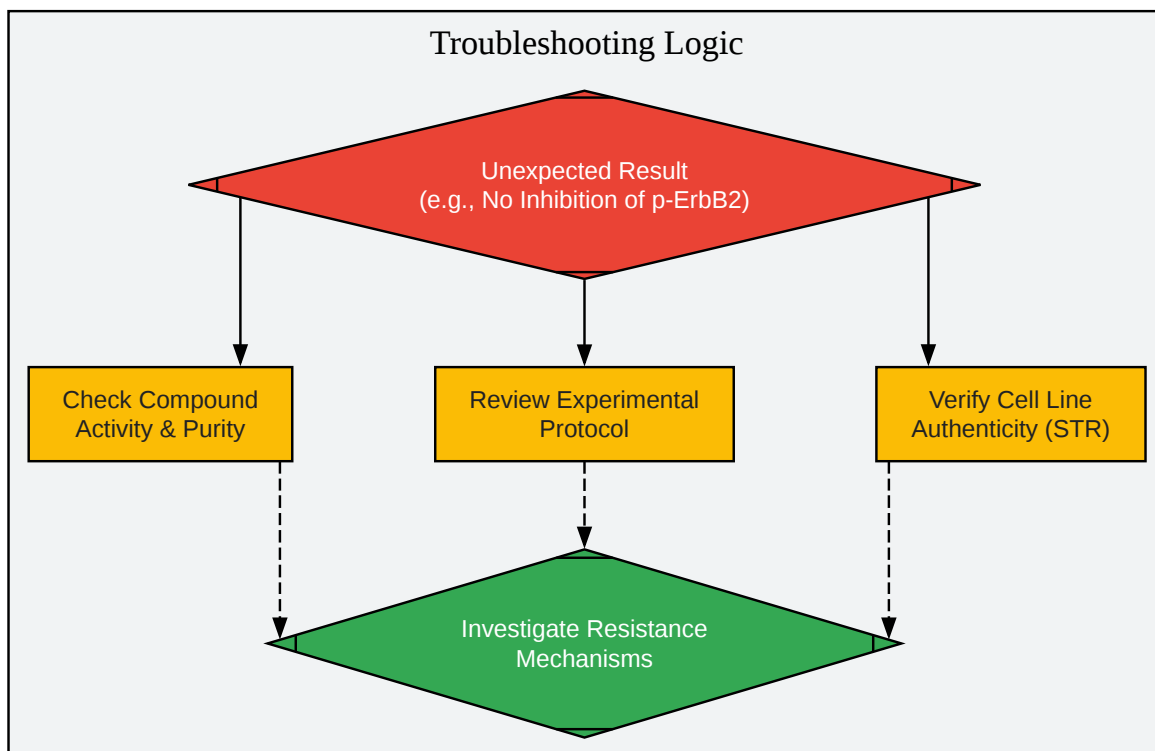 Troubleshooting Logic
Unexpected Result
(e.g., No Inhibition of p-ErbB2)
Check Compound
Activity & Purity
Review Experimental
Protocol
Verify Cell Line
Authenticity (STR)
Investigate Resistance
Mechanisms